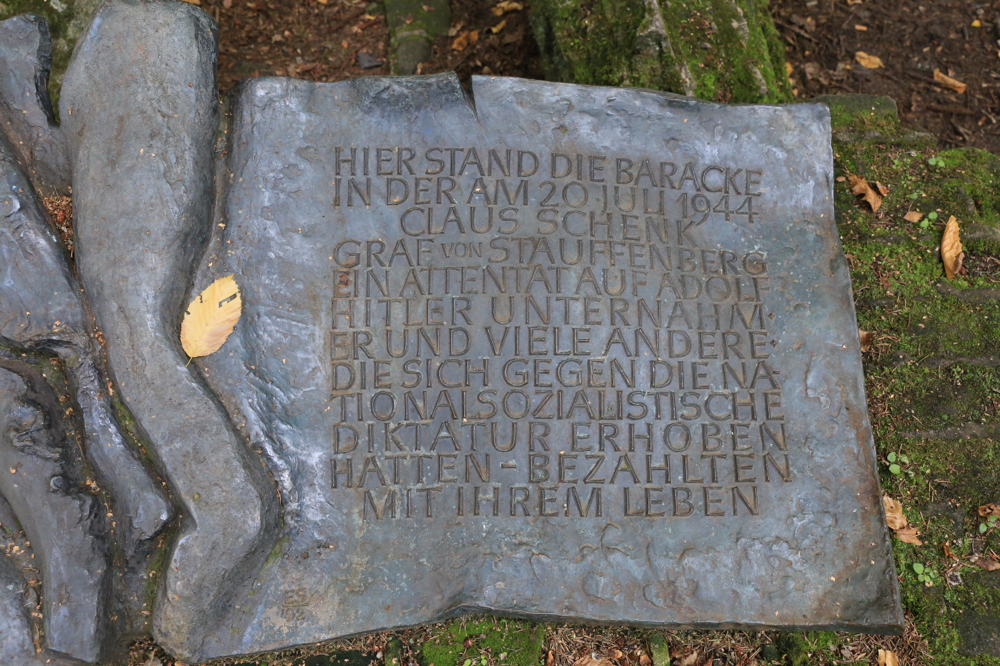 HIER STAND DIE BARACKE
IN DER AM 20. JULI 1944
CLAUS SCHENK
GRAF VON STAUFFENBERG
EIN ATTENTAT AUF ADOLF
HITLER UNTERNAHM
ER UND VIELE ANDERE
DIE SICH GEGEN DIE NA-
TIONALSOZIALISTISCHE
DIKTATUR ERHOBEN
HATTEN - BEZAHLTEN
MIT IHREM LEBEN